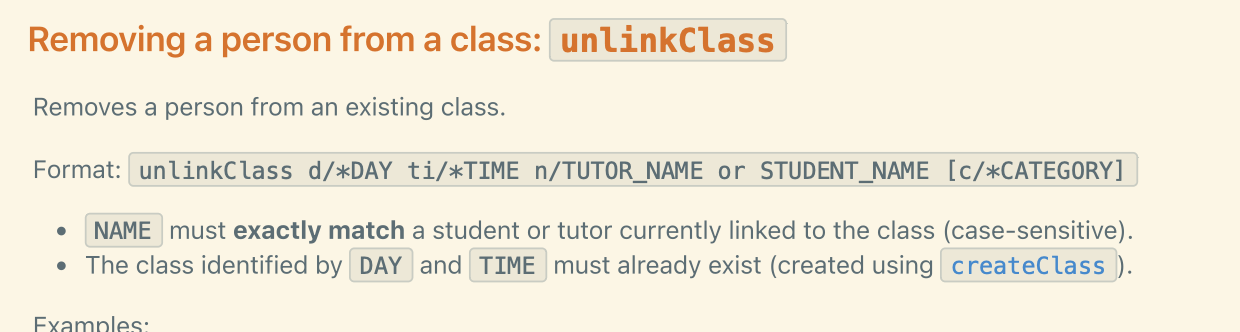 Removing a person from a class: unlinkClass
Removes a person from an existing class.
Format: unlinkClass d/*DAY ti/*TIME n/TUTOR_NAME or STUDENT_NAME [c/*CATEGORY]
• NAME must exactly match a student or tutor currently linked to the class (case-sensitive).
• The class identified by DAY and TIME must already exist (created using createClass).
Examples: